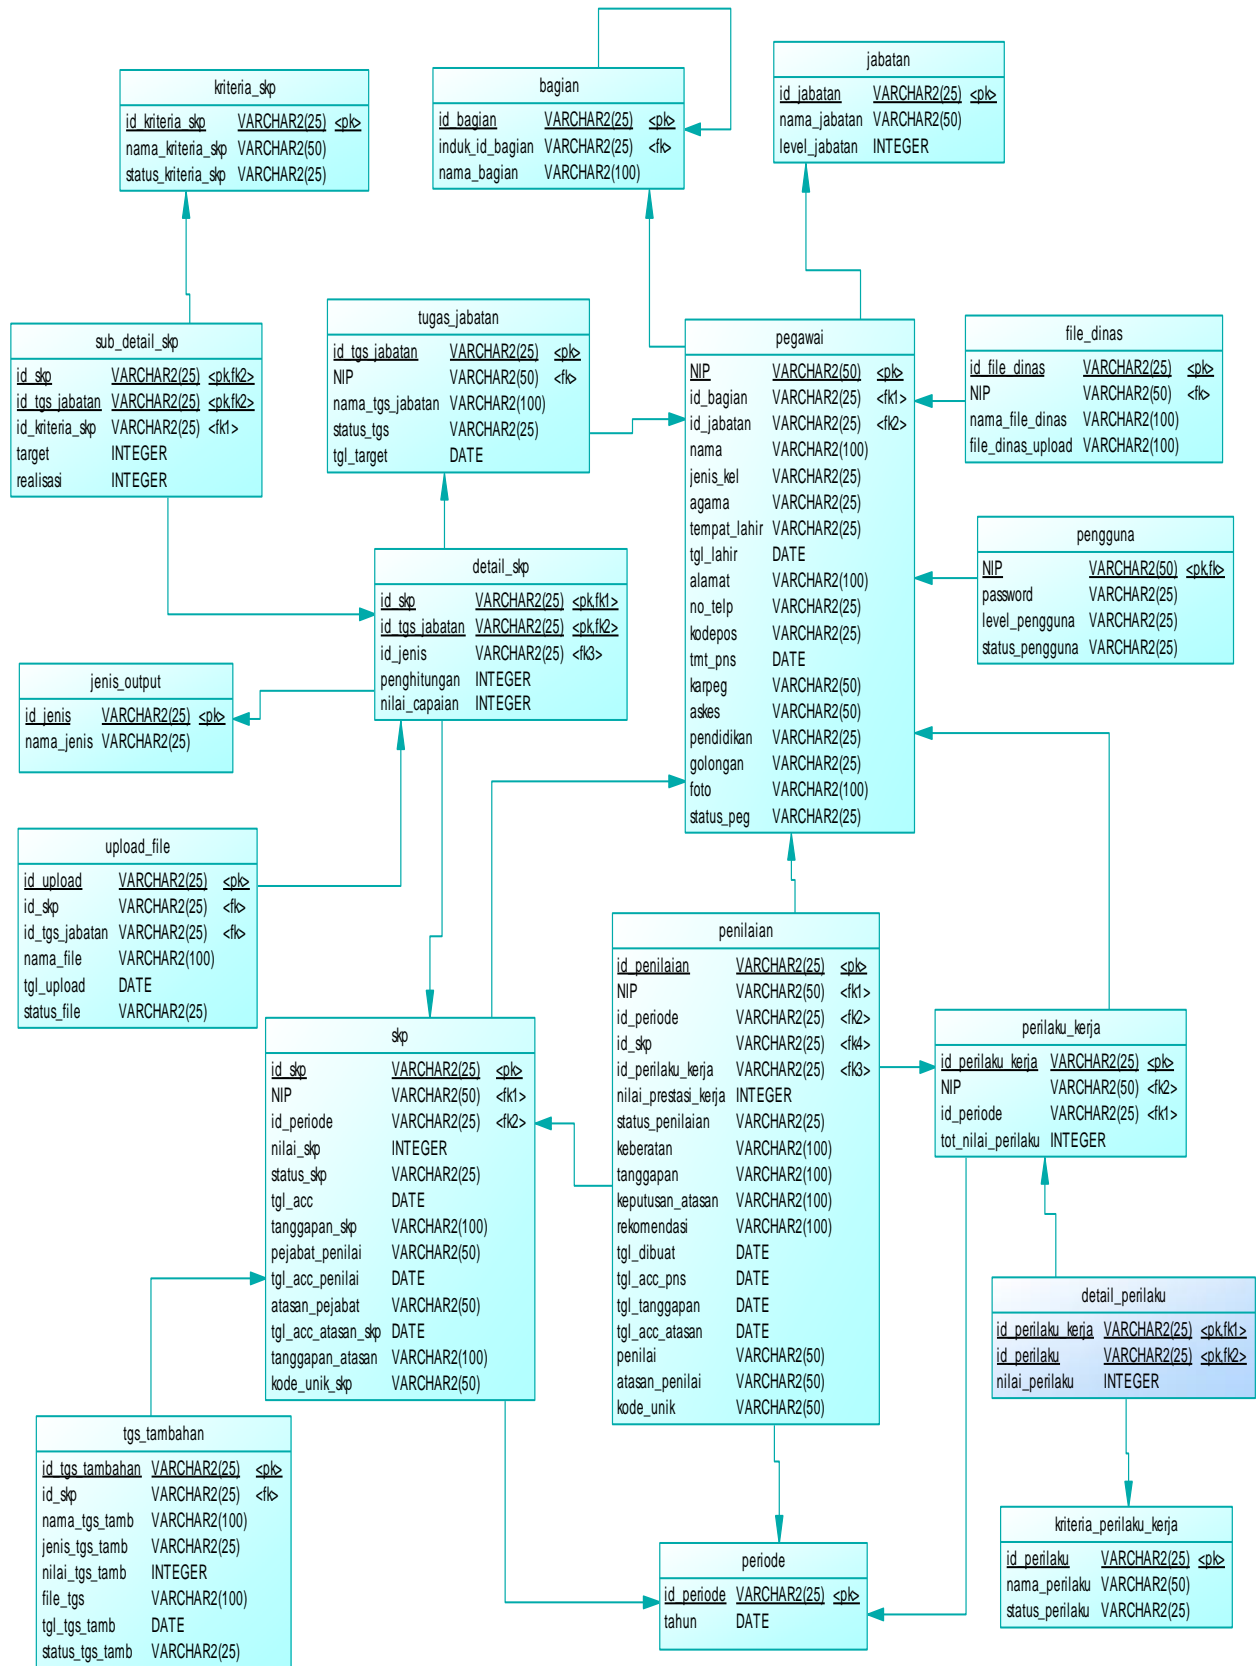 kriteria_skp
id_kriteria_skp VARCHAR2(25) <pk>
nama_kriteria_skp VARCHAR2(50)
status_kriteria_skp VARCHAR2(25)
bagian
id_bagian VARCHAR2(25) <pk>
induk_id_bagian VARCHAR2(25) <fk>
nama_bagian VARCHAR2(100)
jabatan
id_jabatan VARCHAR2(25) <pk>
nama_jabatan VARCHAR2(50)
level_jabatan INTEGER
sub_detail_skp
id_skp VARCHAR2(25) <pk,fk2>
id_tgs_jabatan VARCHAR2(25) <pk,fk2>
id_kriteria_skp VARCHAR2(25) <fk1>
target INTEGER
realisasi INTEGER
tugas_jabatan
id_tgs_jabatan VARCHAR2(25) <pk>
NIP VARCHAR2(50) <fk>
nama_tgs_jabatan VARCHAR2(100)
status_tgs VARCHAR2(25)
tgl_target DATE
pegawai
NIP VARCHAR2(50) <pk>
id_bagian VARCHAR2(25) <fk1>
id_jabatan VARCHAR2(25) <fk2>
nama VARCHAR2(100)
jenis_kel VARCHAR2(25)
agama VARCHAR2(25)
tempat_lahir VARCHAR2(25)
tgl_lahir DATE
alamat VARCHAR2(100)
no_telp VARCHAR2(25)
kodepos VARCHAR2(25)
tmt_pns DATE
karpeg VARCHAR2(50)
askes VARCHAR2(50)
pendidikan VARCHAR2(25)
golongan VARCHAR2(25)
foto VARCHAR2(100)
status_peg VARCHAR2(25)
file_dinas
id_file_dinas VARCHAR2(25) <pk>
NIP VARCHAR2(50) <fk>
nama_file_dinas VARCHAR2(100)
file_dinas_upload VARCHAR2(100)
pengguna
NIP VARCHAR2(50) <pk,fk>
password VARCHAR2(25)
level_pengguna VARCHAR2(25)
status_pengguna VARCHAR2(25)
detail_skp
id_skp VARCHAR2(25) <pk,fk1>
id_tgs_jabatan VARCHAR2(25) <pk,fk2>
id_jenis VARCHAR2(25) <fk3>
penghitungan INTEGER
nilai_capaian INTEGER
jenis_output
id_jenis VARCHAR2(25) <pk>
nama_jenis VARCHAR2(25)
upload_file
id_upload VARCHAR2(25) <pk>
id_skp VARCHAR2(25) <fk>
id_tgs_jabatan VARCHAR2(25) <fk>
nama_file VARCHAR2(100)
tgl_upload DATE
status_file VARCHAR2(25)
penilaian
id_penilaian VARCHAR2(25) <pk>
NIP VARCHAR2(50) <fk1>
id_periode VARCHAR2(25) <fk2>
id_skp VARCHAR2(25) <fk4>
id_perilaku_kerja VARCHAR2(25) <fk3>
nilai_prestasi_kerja INTEGER
status_penilaian VARCHAR2(25)
keberatan VARCHAR2(100)
tanggapan VARCHAR2(100)
keputusan_atasan VARCHAR2(100)
rekomendasi VARCHAR2(100)
tgl_dibuat DATE
tgl_acc_pns DATE
tgl_tanggapan DATE
tgl_acc_atasan DATE
penilai VARCHAR2(50)
atasan_penilai VARCHAR2(50)
kode_unik VARCHAR2(50)
skp
id_skp VARCHAR2(25) <pk>
NIP VARCHAR2(50) <fk1>
id_periode VARCHAR2(25) <fk2>
nilai_skp INTEGER
status_skp VARCHAR2(25)
tgl_acc DATE
tanggapan_skp VARCHAR2(100)
pejabat_penilai VARCHAR2(50)
tgl_acc_penilai DATE
atasan_pejabat VARCHAR2(50)
tgl_acc_atasan_skp DATE
tanggapan_atasan VARCHAR2(100)
kode_unik_skp VARCHAR2(50)
perilaku_kerja
id_perilaku_kerja VARCHAR2(25) <pk>
NIP VARCHAR2(50) <fk2>
id_periode VARCHAR2(25) <fk1>
tot_nilai_perilaku INTEGER
detail_perilaku
id_perilaku_kerja VARCHAR2(25) <pk,fk1>
id_perilaku VARCHAR2(25) <pk,fk2>
nilai_perilaku INTEGER
tgs_tambahan
id_tgs_tambahan VARCHAR2(25) <pk>
id_skp VARCHAR2(25) <fk>
nama_tgs_tamb VARCHAR2(100)
jenis_tgs_tamb VARCHAR2(25)
nilai_tgs_tamb INTEGER
file_tgs VARCHAR2(100)
tgl_tgs_tamb DATE
status_tgs_tamb VARCHAR2(25)
periode
id_periode VARCHAR2(25) <pk>
tahun DATE
kriteria_perilaku_kerja
id_perilaku VARCHAR2(25) <pk>
nama_perilaku VARCHAR2(50)
status_perilaku VARCHAR2(25)